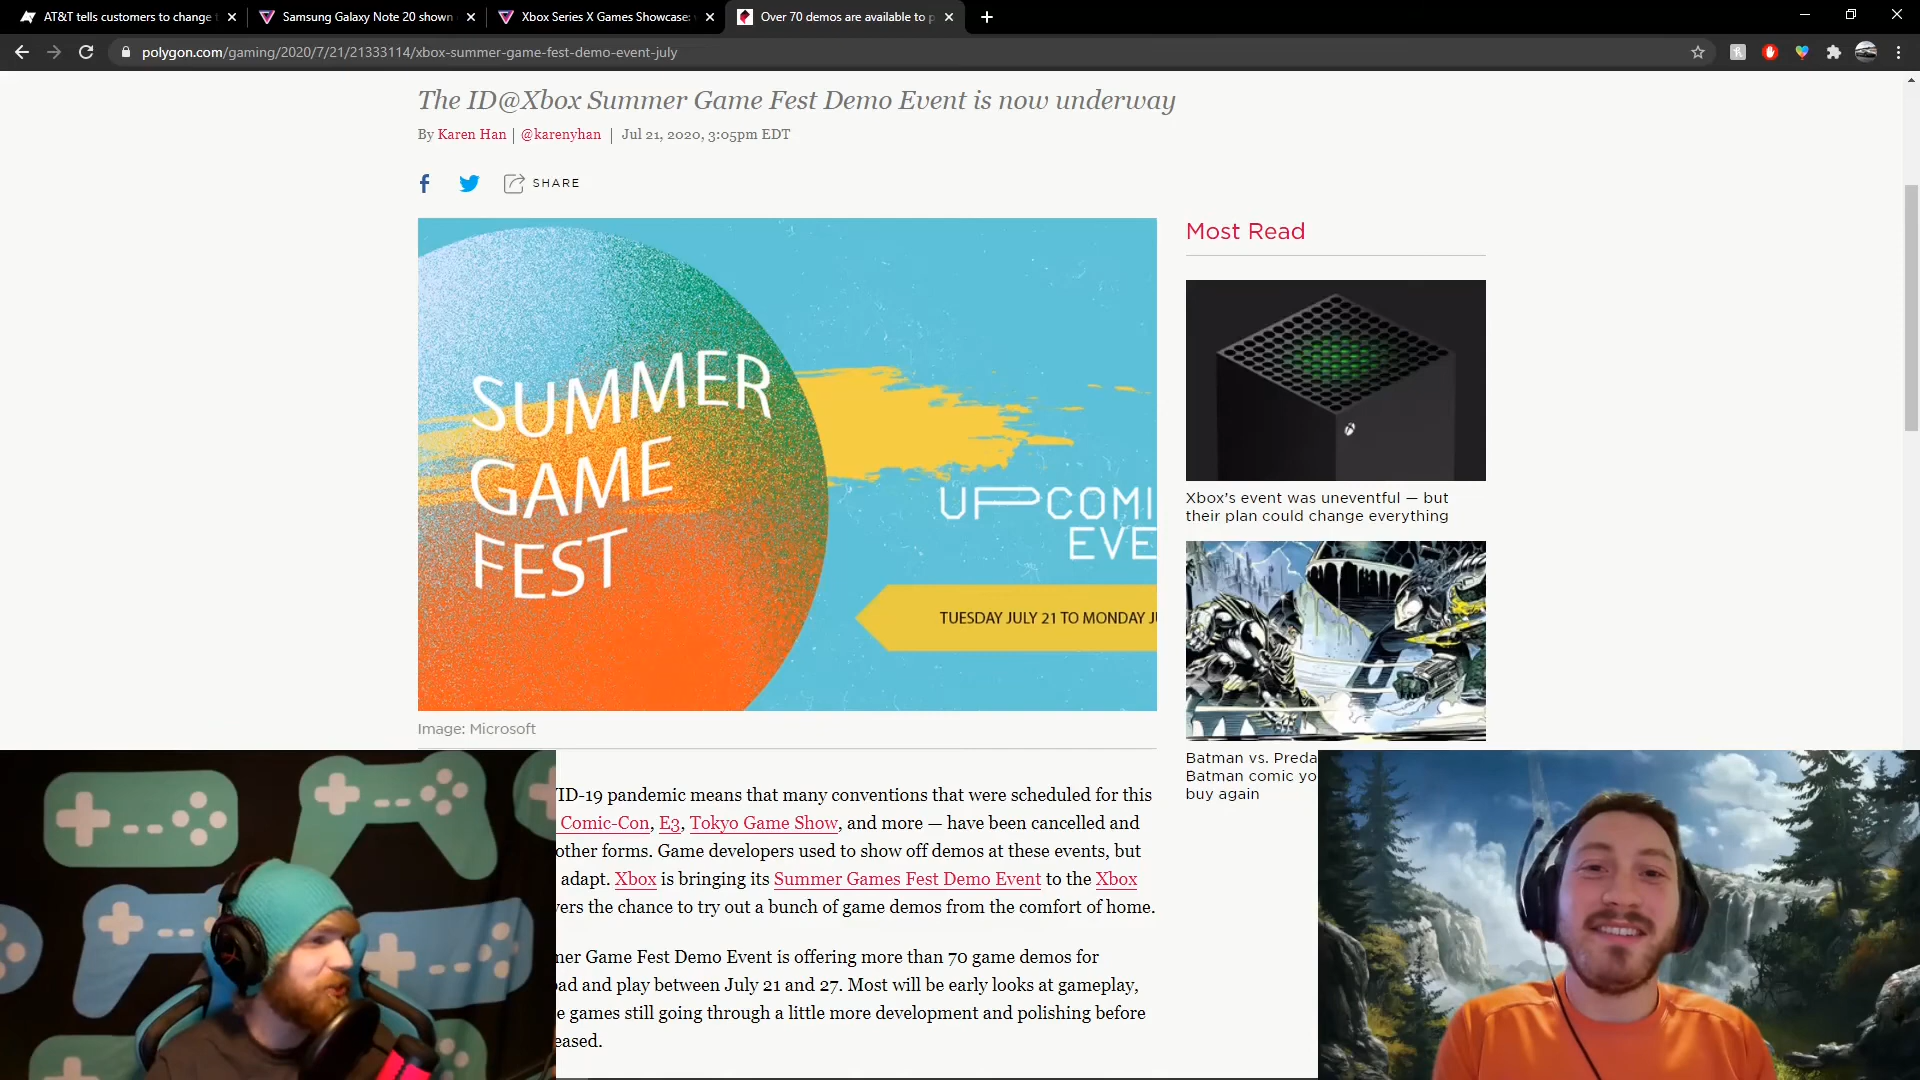 AT&T tells customers to change
Samsung Galaxy Note 20 shown
Xbox Series X Games Showcase:
Over 70 demos are available to p
polygon.com/gaming/2020/7/21/21333114/xbox-summer-game-fest-demo-event-july
The ID@Xbox Summer Game Fest Demo Event is now underway
By Karen Han | @karenyhan | Jul 21, 2020, 3:05pm EDT
SHARE
SUMMER
GAME
FEST
UPCOMI
EVE
TUESDAY JULY 21 TO MONDAY JU
Image: Microsoft
Most Read
Xbox's event was uneventful — but
their plan could change everything
Batman vs. Preda
Batman comic yo
buy again
VID-19 pandemic means that many conventions that were scheduled for this
Comic-Con, E3, Tokyo Game Show, and more — have been cancelled and
other forms. Game developers used to show off demos at these events, but
adapt. Xbox is bringing its Summer Games Fest Demo Event to the Xbox
ers the chance to try out a bunch of game demos from the comfort of home.
mer Game Fest Demo Event is offering more than 70 game demos for
ad and play between July 21 and 27. Most will be early looks at gameplay,
e games still going through a little more development and polishing before
eased.